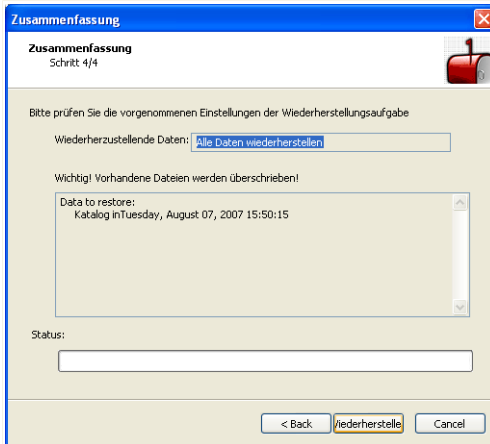 Zusammenfassung
Zusammenfassung
Schritt 4/4
Bitte prüfen Sie die vorgenommenen Einstellungen der Wiederherstellungsaufgabe
Wiederherzustellende Daten: Alle Daten wiederherstellen
Wichtig! Vorhandene Dateien werden überschrieben!
Data to restore:
Katalog inTuesday, August 07, 2007 15:50:15
Status:
< Back /iederherstelle Cancel